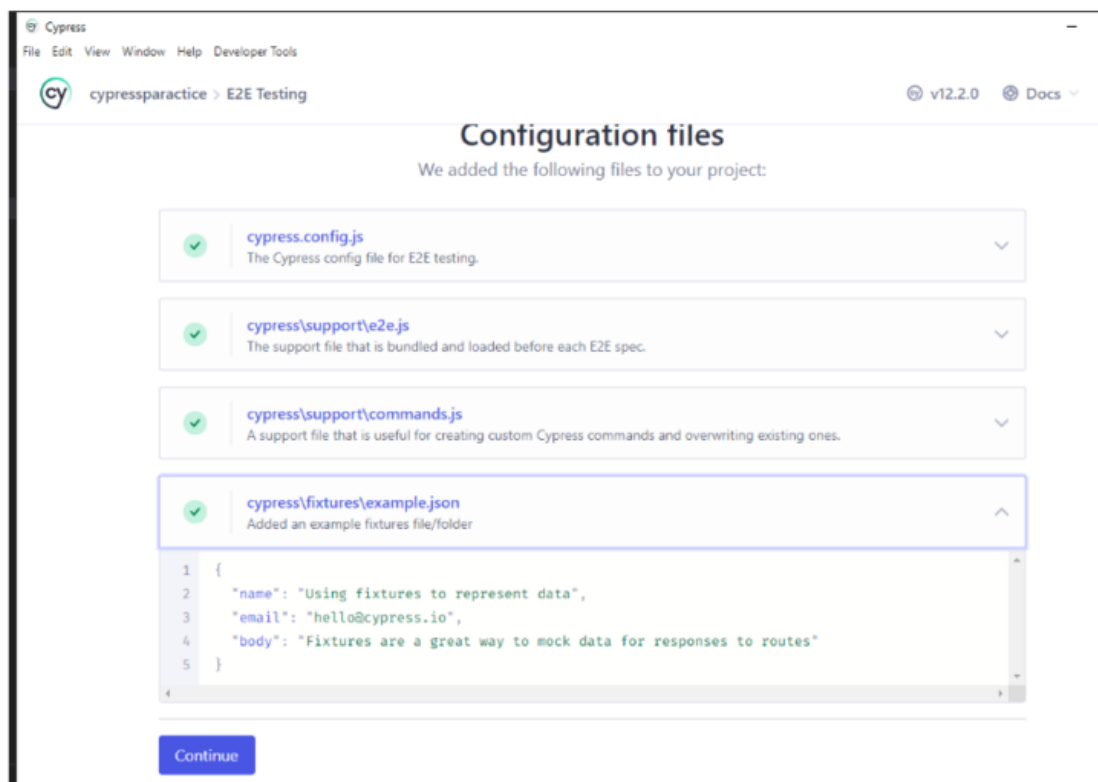 Cypress
File Edit View Window Help Developer Tools
cy cypressparactice > E2E Testing v12.2.0 Docs
Configuration files
We added the following files to your project:
cypress.config.js
The Cypress config file for E2E testing.
cypress\support\e2e.js
The support file that is bundled and loaded before each E2E spec.
cypress\support\commands.js
A support file that is useful for creating custom Cypress commands and overwriting existing ones.
cypress\fixtures\example.json
Added an example fixtures file/folder
1 {
2 "name": "Using fixtures to represent data",
3 "email": "hello@cypress.io",
4 "body": "Fixtures are a great way to mock data for responses to routes"
5 }
Continue